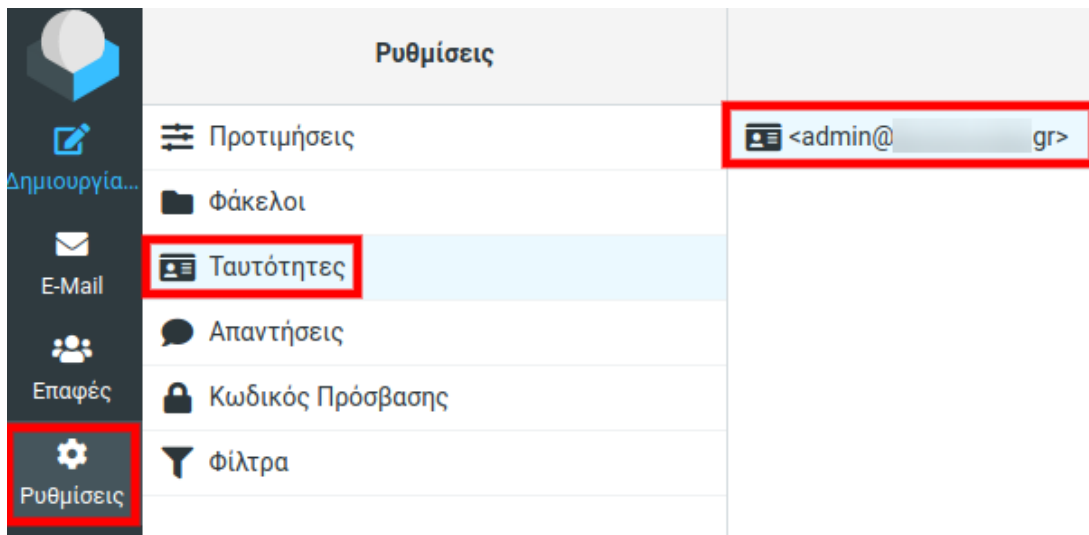 Δημιουργία...
E-Mail
Επαφές
Ρυθμίσεις
Ρυθμίσεις
Προτιμήσεις
Φάκελοι
Ταυτότητες
Απαντήσεις
Κωδικός Πρόσβασης
Φίλτρα
<admin@ gr>